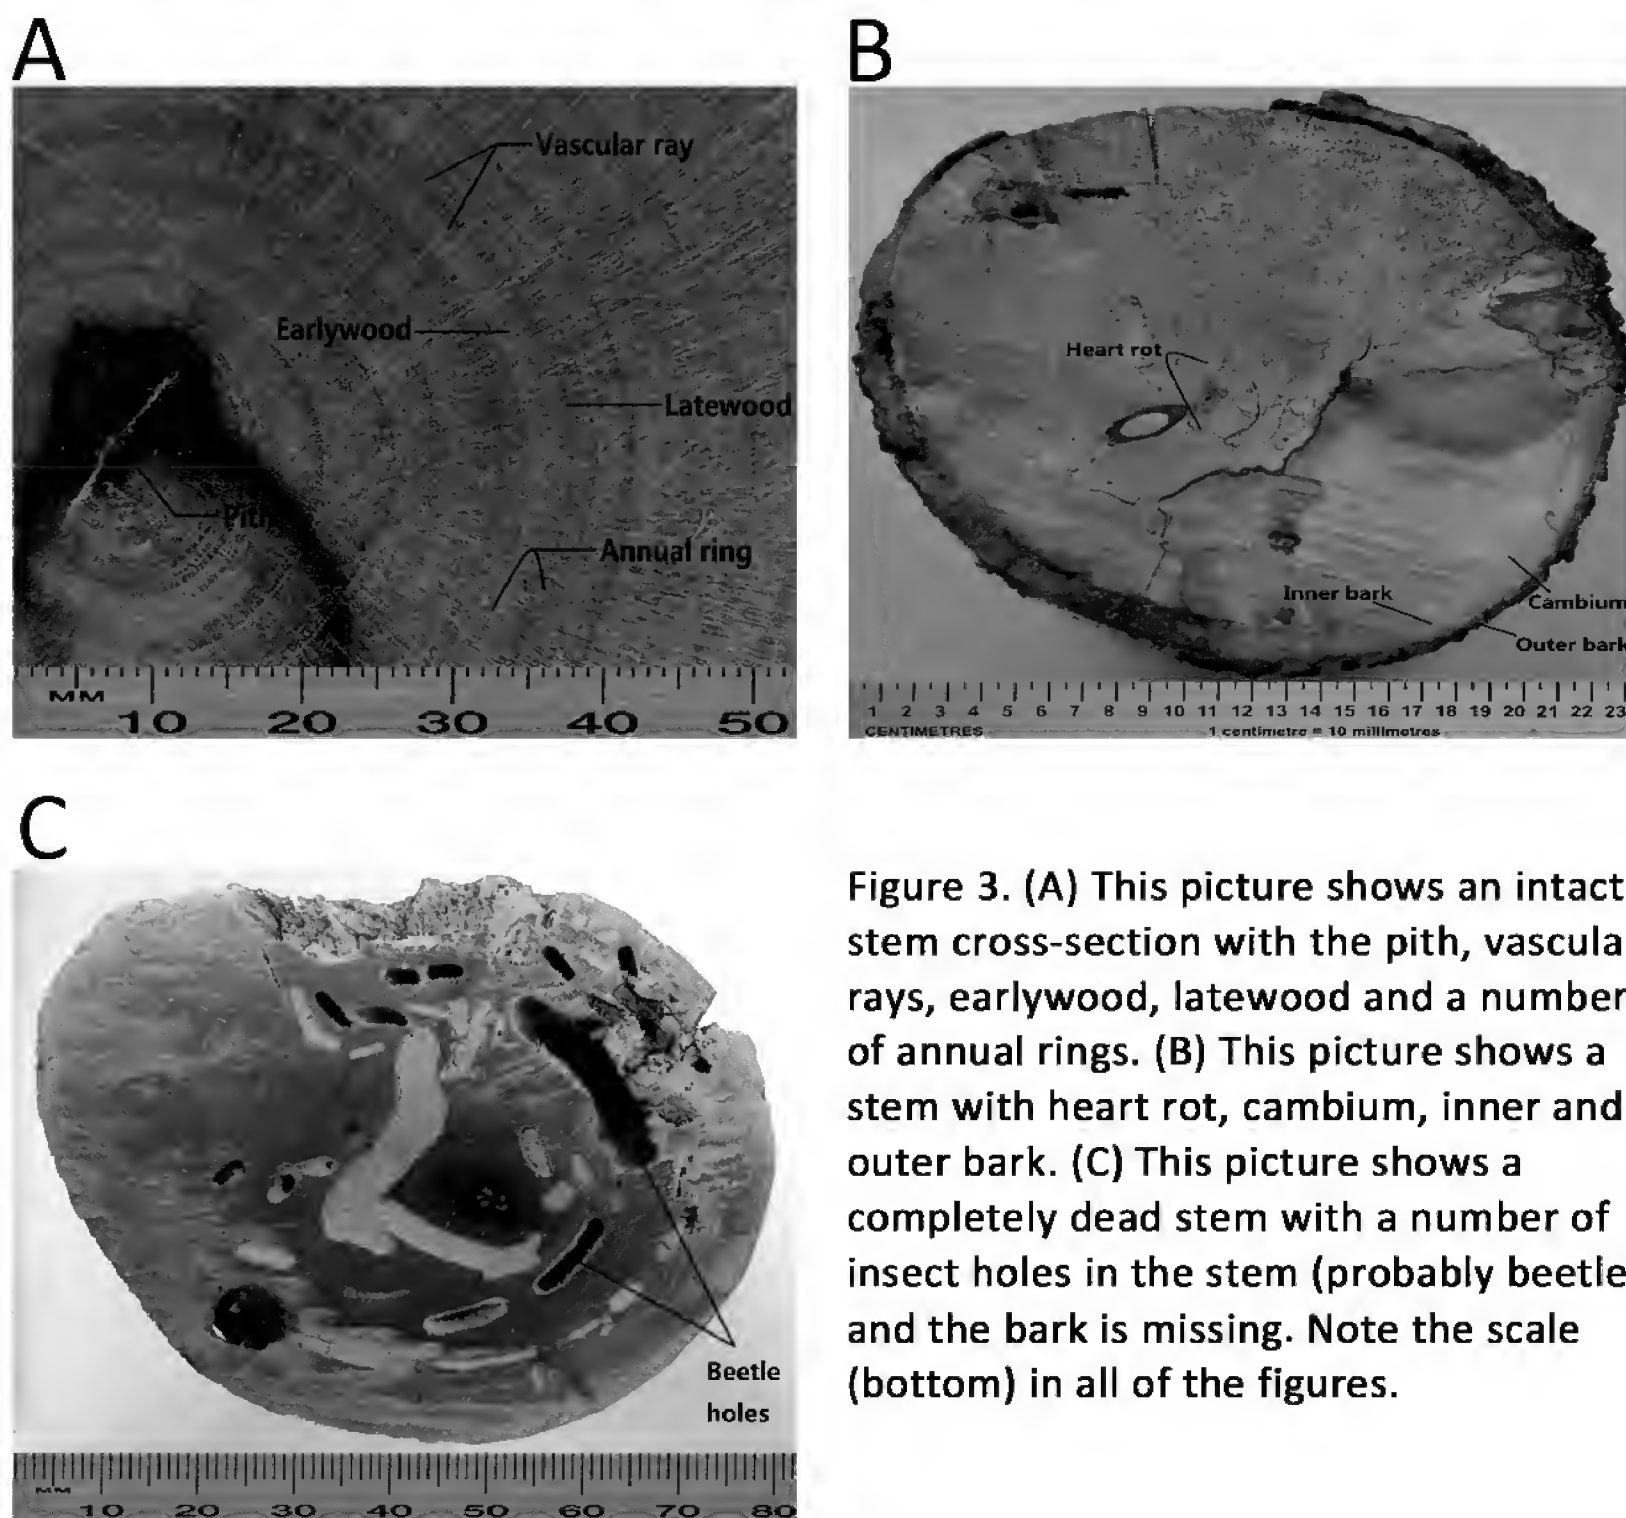 A
Vascular ray
Earlywood
Latewood
Pith
Annual ring
MM
10 20 30 40 50
B
Heart rot
Inner bark
Cambium
Outer bark
1 2 3 4 5 6 7 8 9 10 11 12 13 14 15 16 17 18 19 20 21 22 23
CENTIMETRES 1 centimetre = 10 millimetres
C
Beetle
holes
MM
10 20 30 40 50 60 70 80
Figure 3. (A) This picture shows an intact
stem cross-section with the pith, vascula
rays, earlywood, latewood and a number
of annual rings. (B) This picture shows a
stem with heart rot, cambium, inner and
outer bark. (C) This picture shows a
completely dead stem with a number of
insect holes in the stem (probably beetle
and the bark is missing. Note the scale
(bottom) in all of the figures.